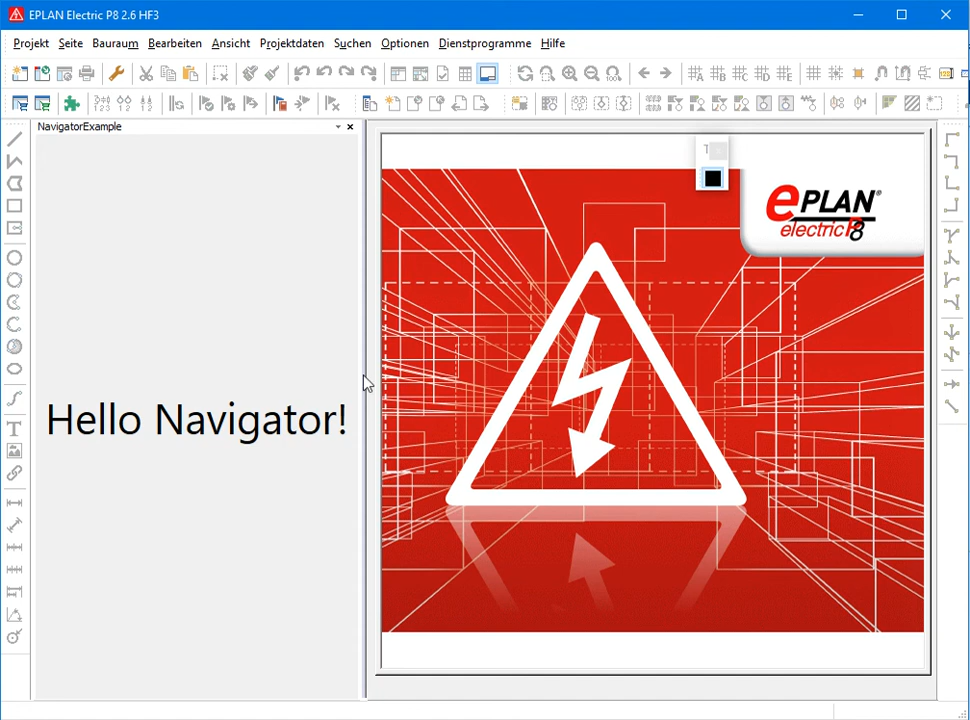 EPLAN Electric P8 2.6 HF3
Projekt Seite Bauraum Bearbeiten Ansicht Projektdaten Suchen Optionen Dienstprogramme Hilfe
NavigatorExample
Hello Navigator!
ePLAN®
electric P8